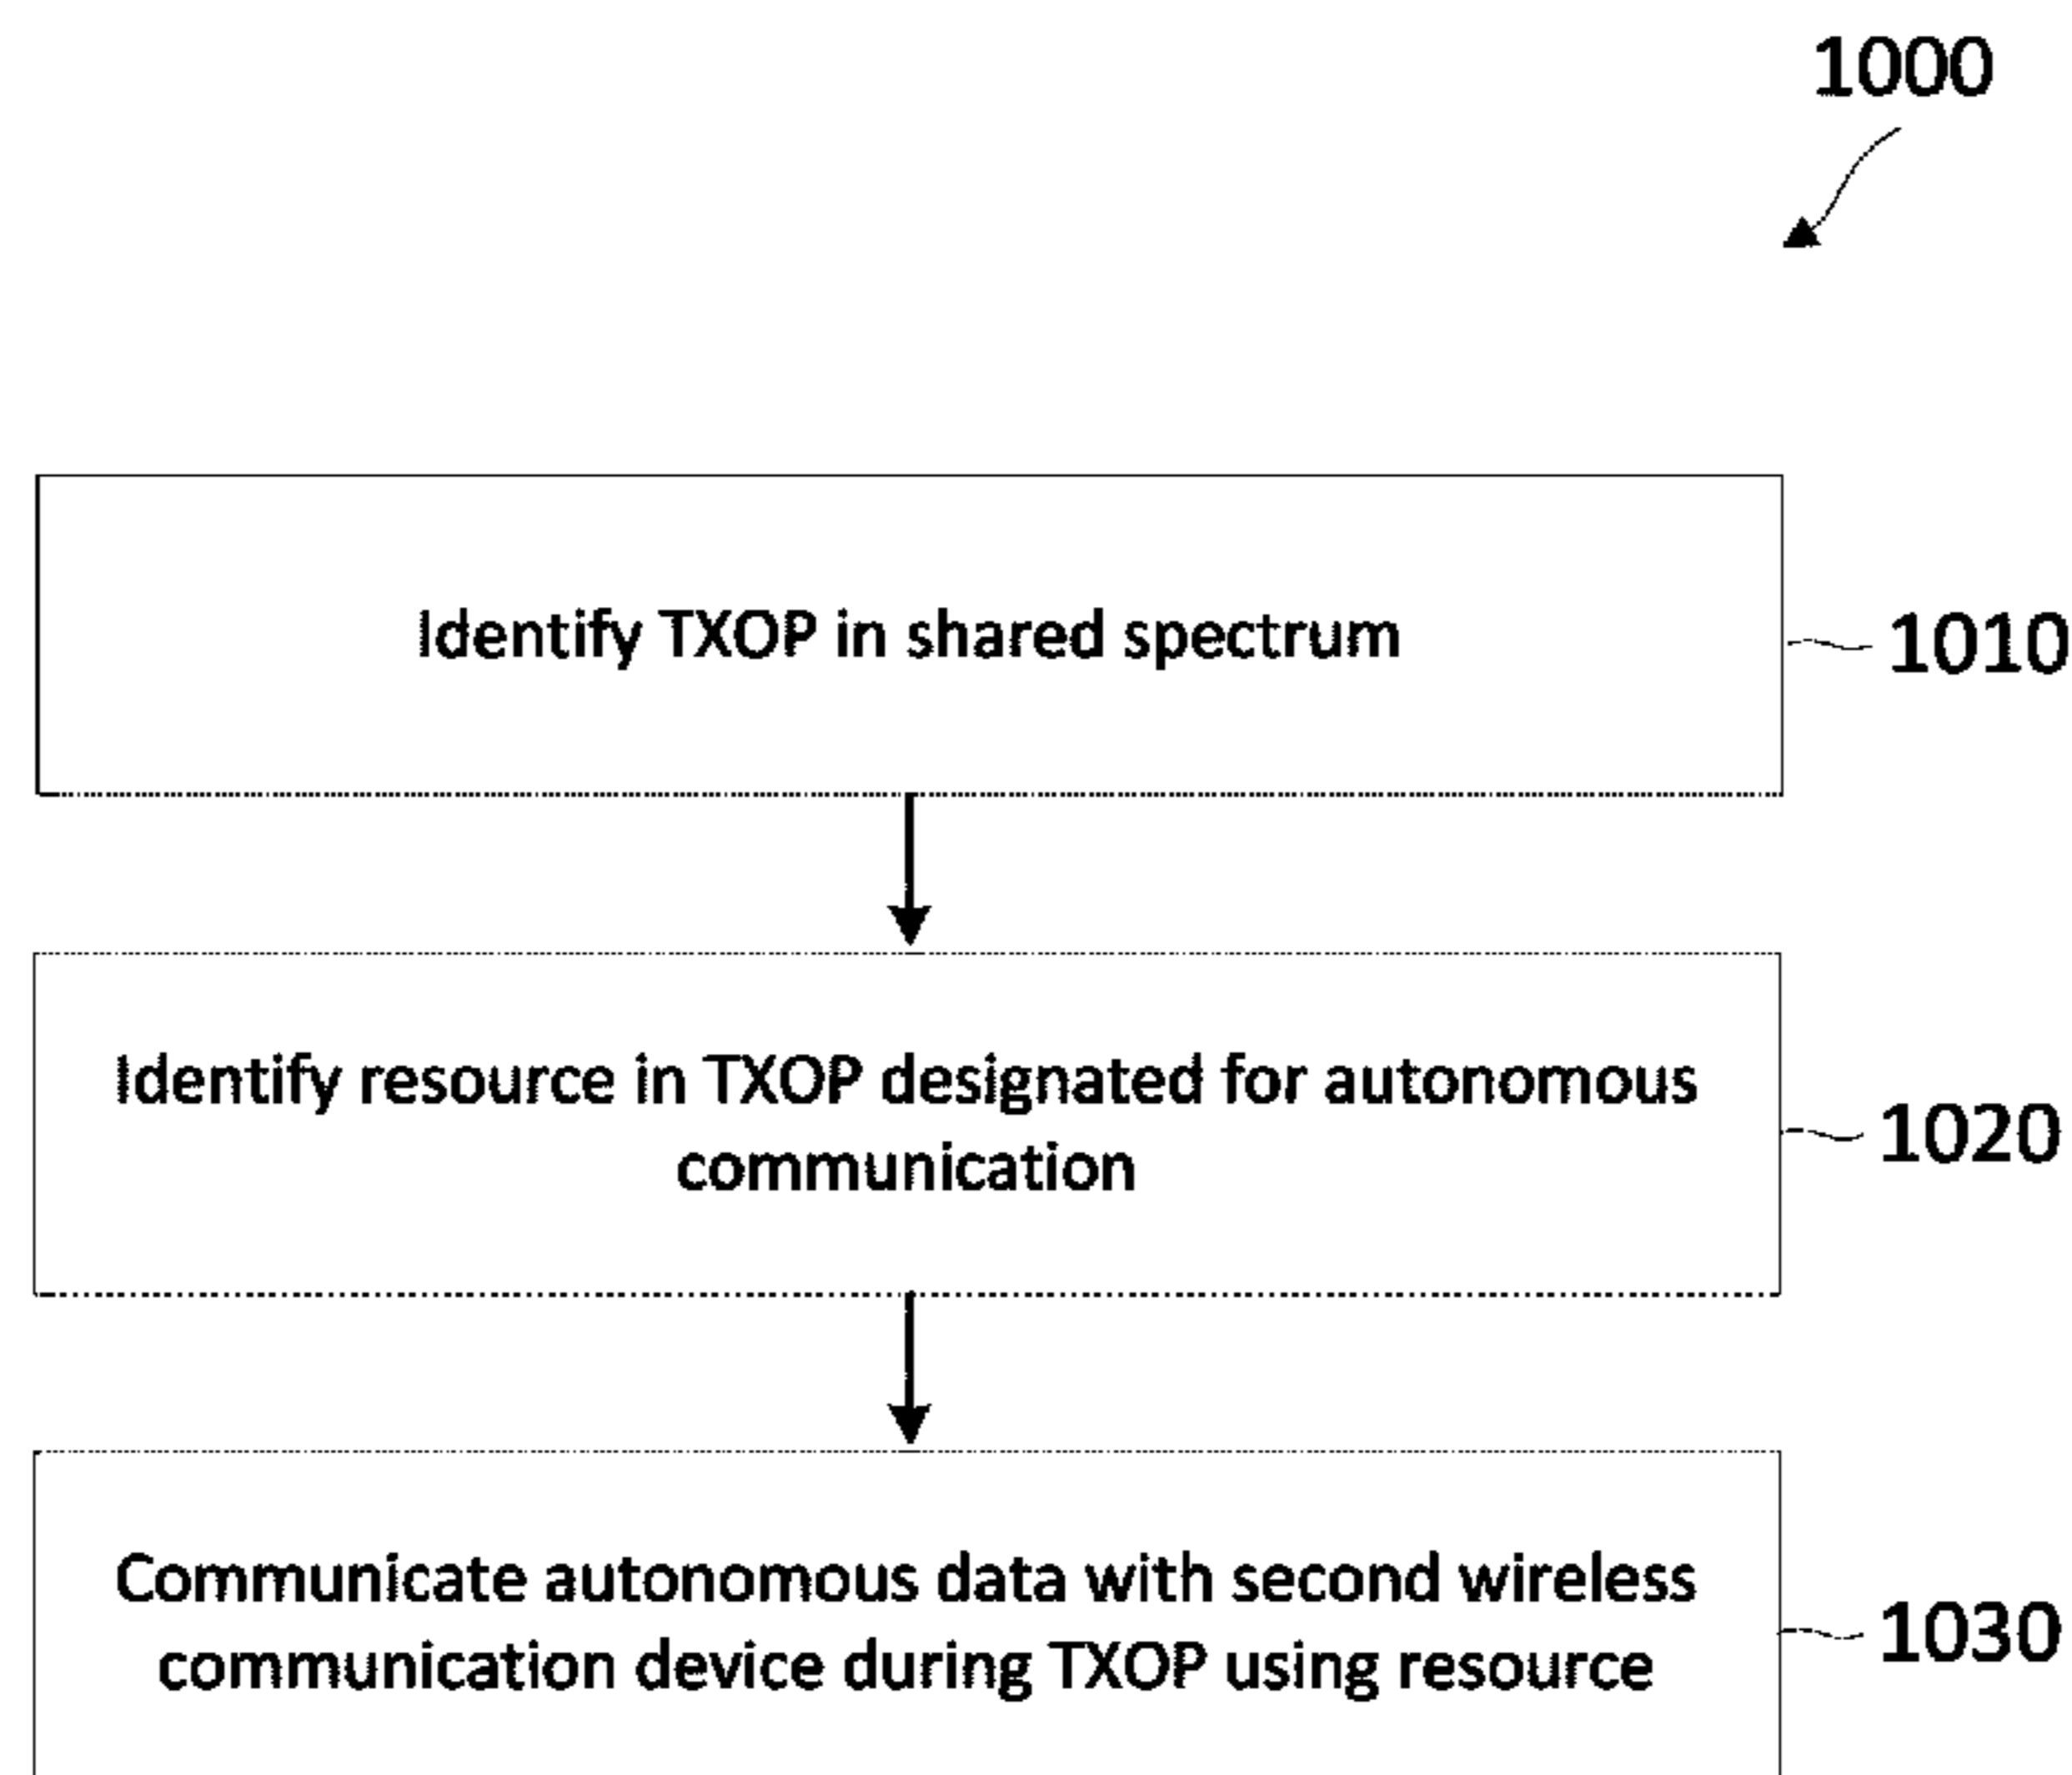 1000
Identify TXOP in shared spectrum
1010
Identify resource in TXOP designated for autonomous
communication
1020
Communicate autonomous data with second wireless
communication device during TXOP using resource
1030